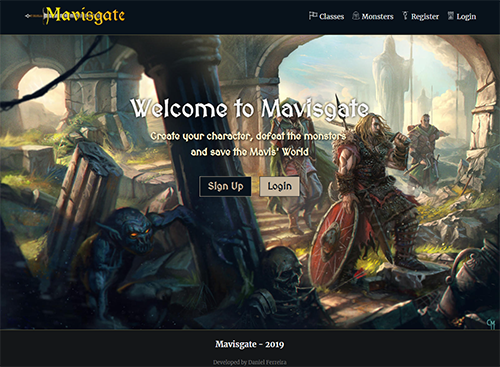 Mavisgate
Classes
Monsters
Register
Login
Welcome to Mavisgate
Create your character, defeat the monsters
and save the Mavis' World
Sign Up
Login
Mavisgate - 2019
Developed by Daniel Ferreira